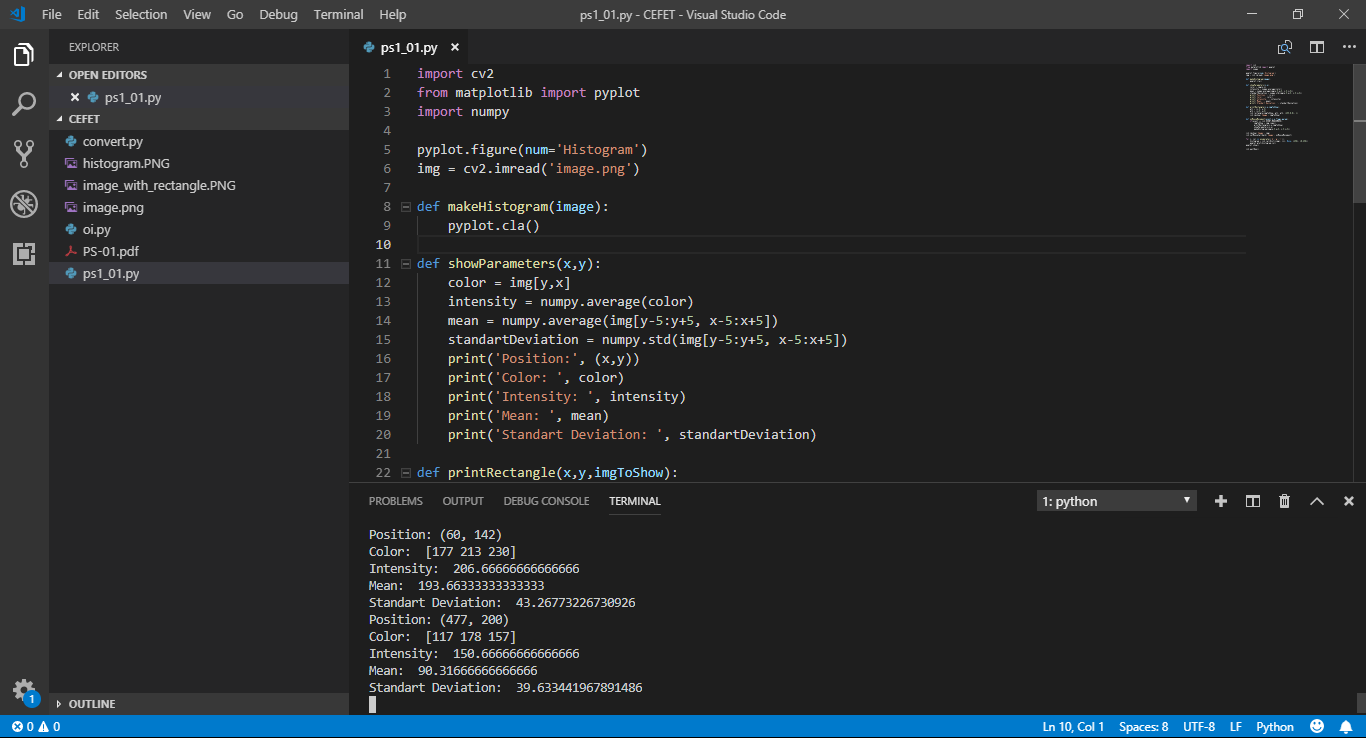 File Edit Selection View Go Debug Terminal Help
ps1_01.py - CEFET - Visual Studio Code
EXPLORER
OPEN EDITORS
ps1_01.py
CEFET
convert.py
histogram.PNG
image_with_rectangle.PNG
image.png
oi.py
PS-01.pdf
ps1_01.py
OUTLINE
1
ps1_01.py
1 import cv2
2 from matplotlib import pyplot
3 import numpy
4
5 pyplot.figure(num='Histogram')
6 img = cv2.imread('image.png')
7
8 def makeHistogram(image):
9 pyplot.cla()
10
11 def showParameters(x,y):
12 color = img[y,x]
13 intensity = numpy.average(color)
14 mean = numpy.average(img[y-5:y+5, x-5:x+5])
15 standartDeviation = numpy.std(img[y-5:y+5, x-5:x+5])
16 print('Position:', (x,y))
17 print('Color: ', color)
18 print('Intensity: ', intensity)
19 print('Mean: ', mean)
20 print('Standart Deviation: ', standartDeviation)
21
22 def printRectangle(x,y,imgToShow):
PROBLEMS OUTPUT DEBUG CONSOLE TERMINAL
1: python
Position: (60, 142)
Color:  [177 213 230]
Intensity:  206.66666666666666
Mean:  193.66333333333333
Standart Deviation:  43.26773226730926
Position: (477, 200)
Color:  [117 178 157]
Intensity:  150.66666666666666
Mean:  90.31666666666666
Standart Deviation:  39.633441967891486
0 0
Ln 10, Col 1 Spaces: 8 UTF-8 LF Python